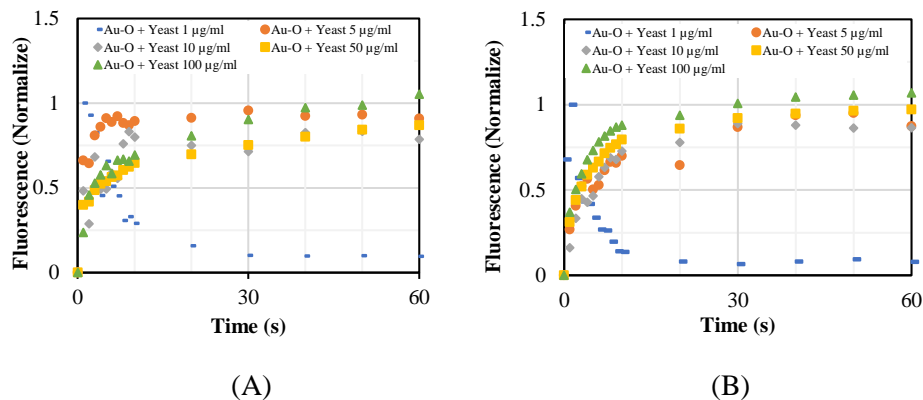 1.5
Au-O + Yeast 1 µg/ml Au-O + Yeast 5 µg/ml
Au-O + Yeast 10 µg/ml Au-O + Yeast 50 µg/ml
Au-O + Yeast 100 µg/ml
1
0.5
0
Fluorescence (Normalize)
0 30 60
Time (s)
(A)
1.5
Au-O + Yeast 1 µg/ml Au-O + Yeast 5 µg/ml
Au-O + Yeast 10 µg/ml Au-O + Yeast 50 µg/ml
Au-O + Yeast 100 µg/ml
1
0.5
0
Fluorescence (Normalize)
0 30 60
Time (s)
(B)